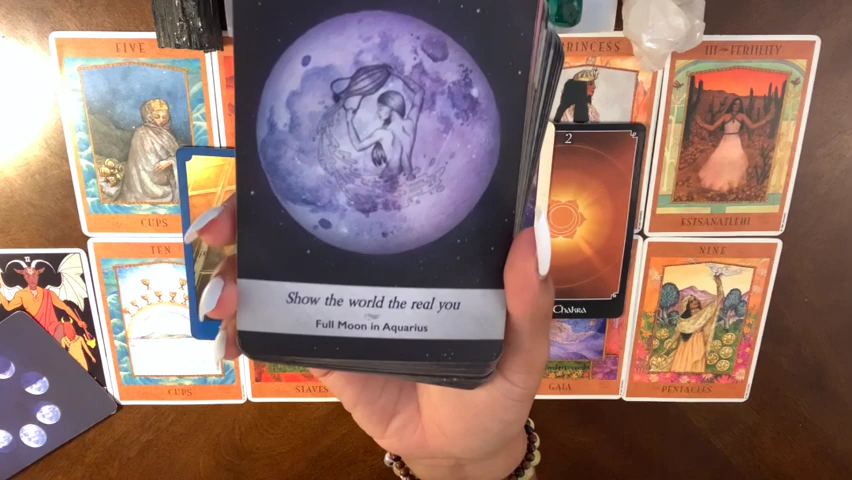 FIVE
PRINCESS
III - FERTILITY
2
CUPS
ESTSANATLEHI
VI
TEN
NINE
Show the world the real you
Full Moon in Aquarius
Chakra
CUPS
STAVES
GAIA
PENTACLES